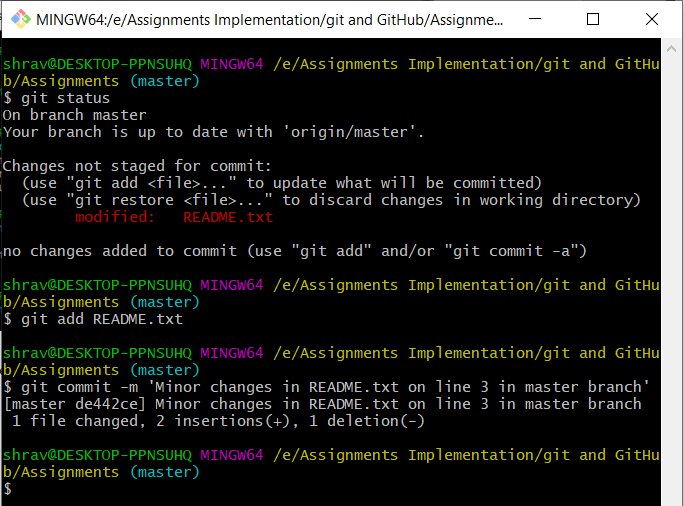 MINGW64:/e/Assignments Implementation/git and GitHub/Assignme...
shrav@DESKTOP-PPNSUHQ MINGW64 /e/Assignments Implementation/git and GitHu
b/Assignments (master)
$ git status
On branch master
Your branch is up to date with 'origin/master'.
Changes not staged for commit:
  (use "git add <file>..." to update what will be committed)
  (use "git restore <file>..." to discard changes in working directory)
        modified:   README.txt
no changes added to commit (use "git add" and/or "git commit -a")
shrav@DESKTOP-PPNSUHQ MINGW64 /e/Assignments Implementation/git and GitHu
b/Assignments (master)
$ git add README.txt
shrav@DESKTOP-PPNSUHQ MINGW64 /e/Assignments Implementation/git and GitHu
b/Assignments (master)
$ git commit -m 'Minor changes in README.txt on line 3 in master branch'
[master de442ce] Minor changes in README.txt on line 3 in master branch
 1 file changed, 2 insertions(+), 1 deletion(-)
shrav@DESKTOP-PPNSUHQ MINGW64 /e/Assignments Implementation/git and GitHu
b/Assignments (master)
$